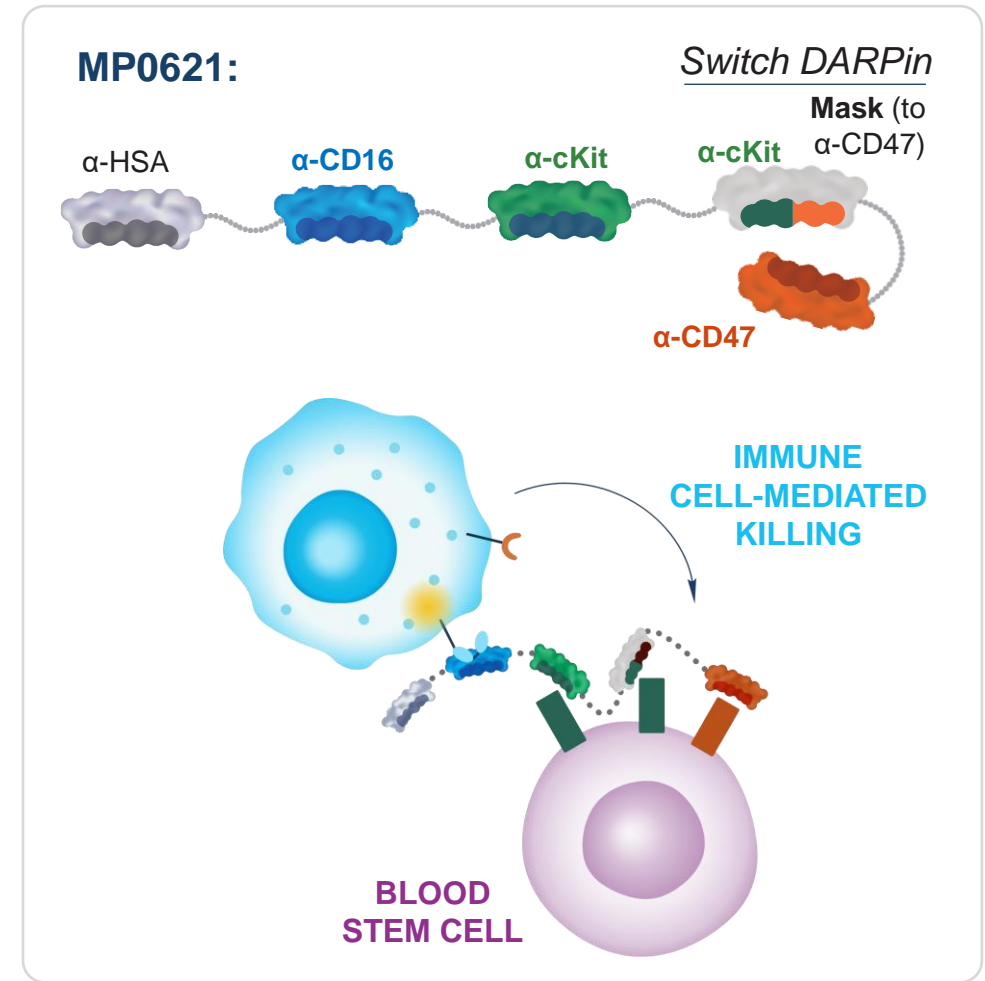 MP0621:
Switch DARPin
Mask (to
α-CD47)
α-HSA
α-CD16
α-cKit
α-cKit
α-CD47
IMMUNE
CELL-MEDIATED
KILLING
BLOOD
STEM CELL